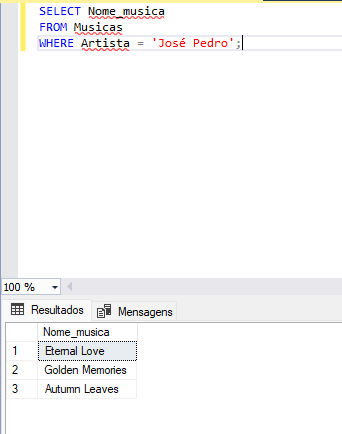 SELECT Nome_musica
FROM Musicas
WHERE Artista = 'José Pedro';
100 %
Resultados Mensagens
Nome_musica
1 Eternal Love
2 Golden Memories
3 Autumn Leaves